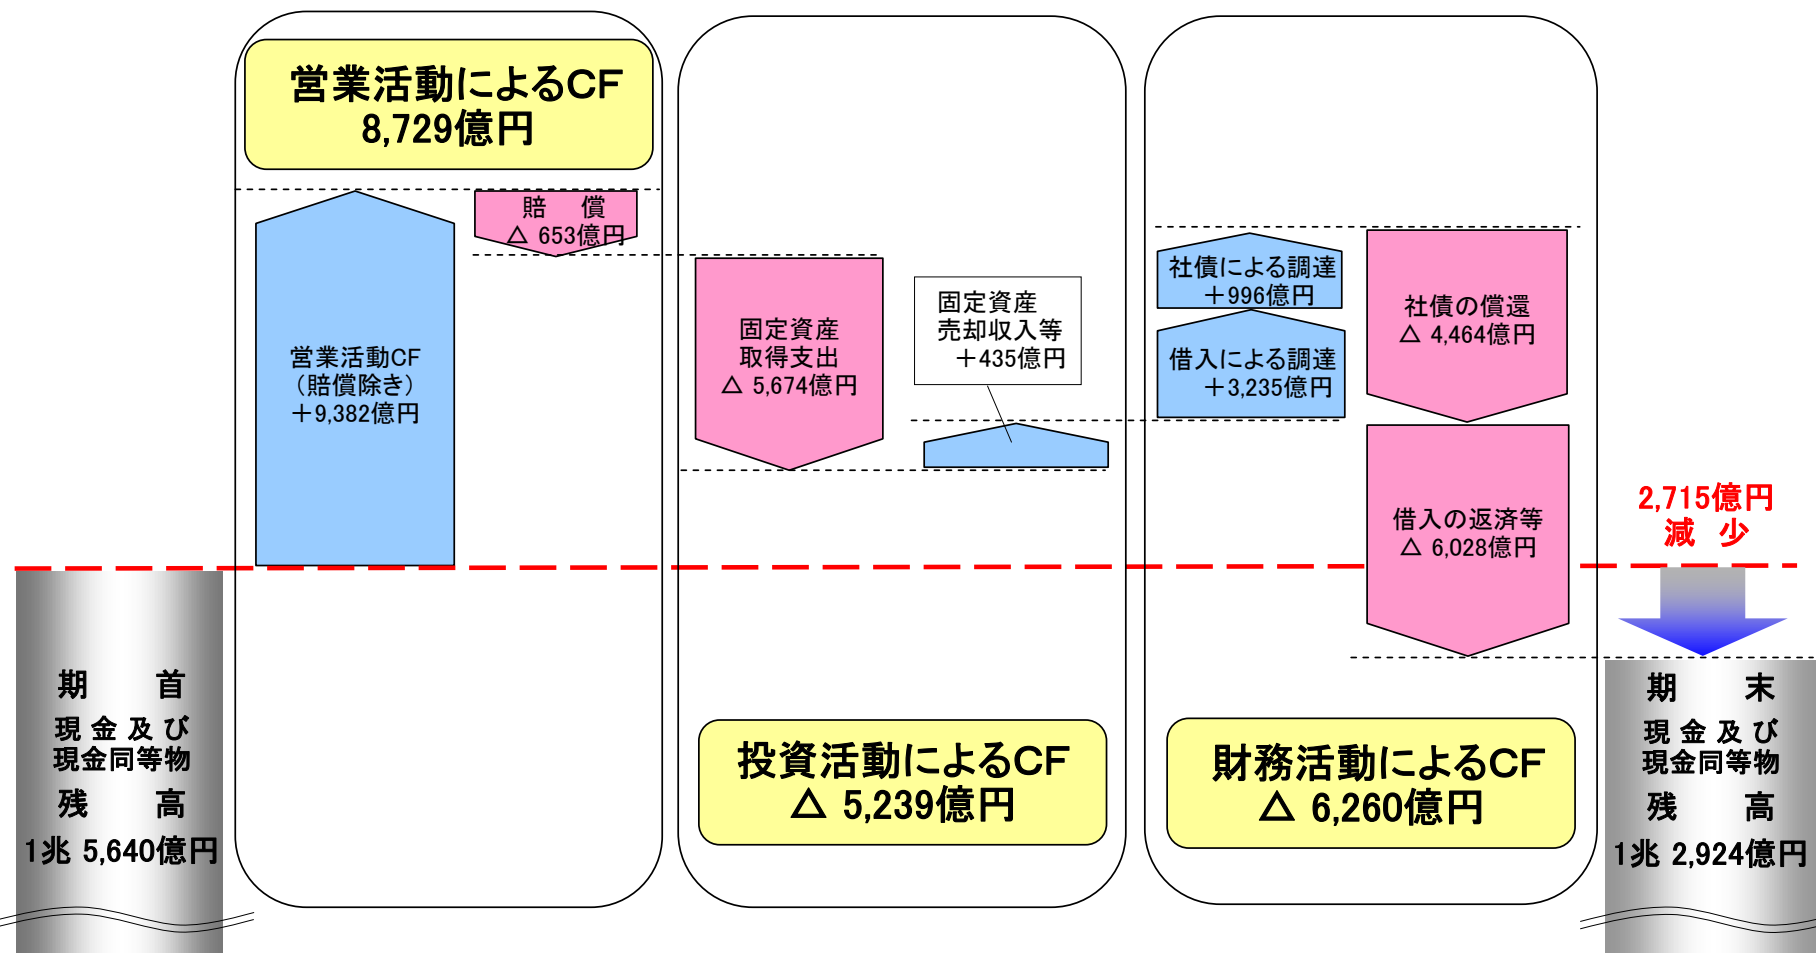 営業活動によるCF
8,729億円
賠　償
△ 653億円
営業活動CF
（賠償除き）
＋9,382億円
固定資産
取得支出
△ 5,674億円
固定資産
売却収入等
＋435億円
社債による調達
＋996億円
借入による調達
＋3,235億円
社債の償還
△ 4,464億円
借入の返済等
△ 6,028億円
2,715億円
減　少
期　首
現 金 及 び
現金同等物
残　高
1兆 5,640億円
投資活動によるCF
△ 5,239億円
財務活動によるCF
△ 6,260億円
期　末
現 金 及 び
現金同等物
残　高
1兆 2,924億円